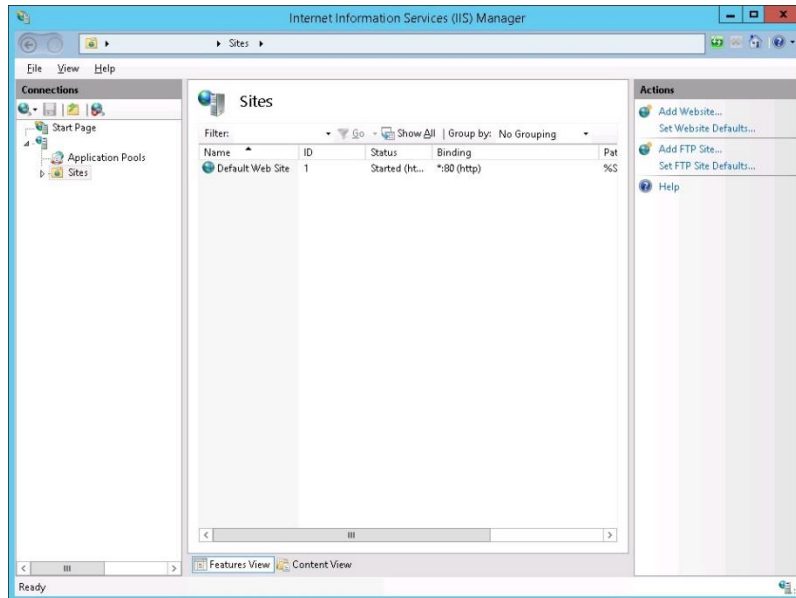 Internet Information Services (IIS) Manager
Sites
File View Help
Connections
Start Page
Application Pools
Sites
Sites
Filter: Go Show All Group by: No Grouping
Name ID Status Binding Pat
Default Web Site 1 Started (ht... *:80 (http) %S
Features View Content View
Actions
Add Website...
Set Website Defaults...
Add FTP Site...
Set FTP Site Defaults...
Help
Ready